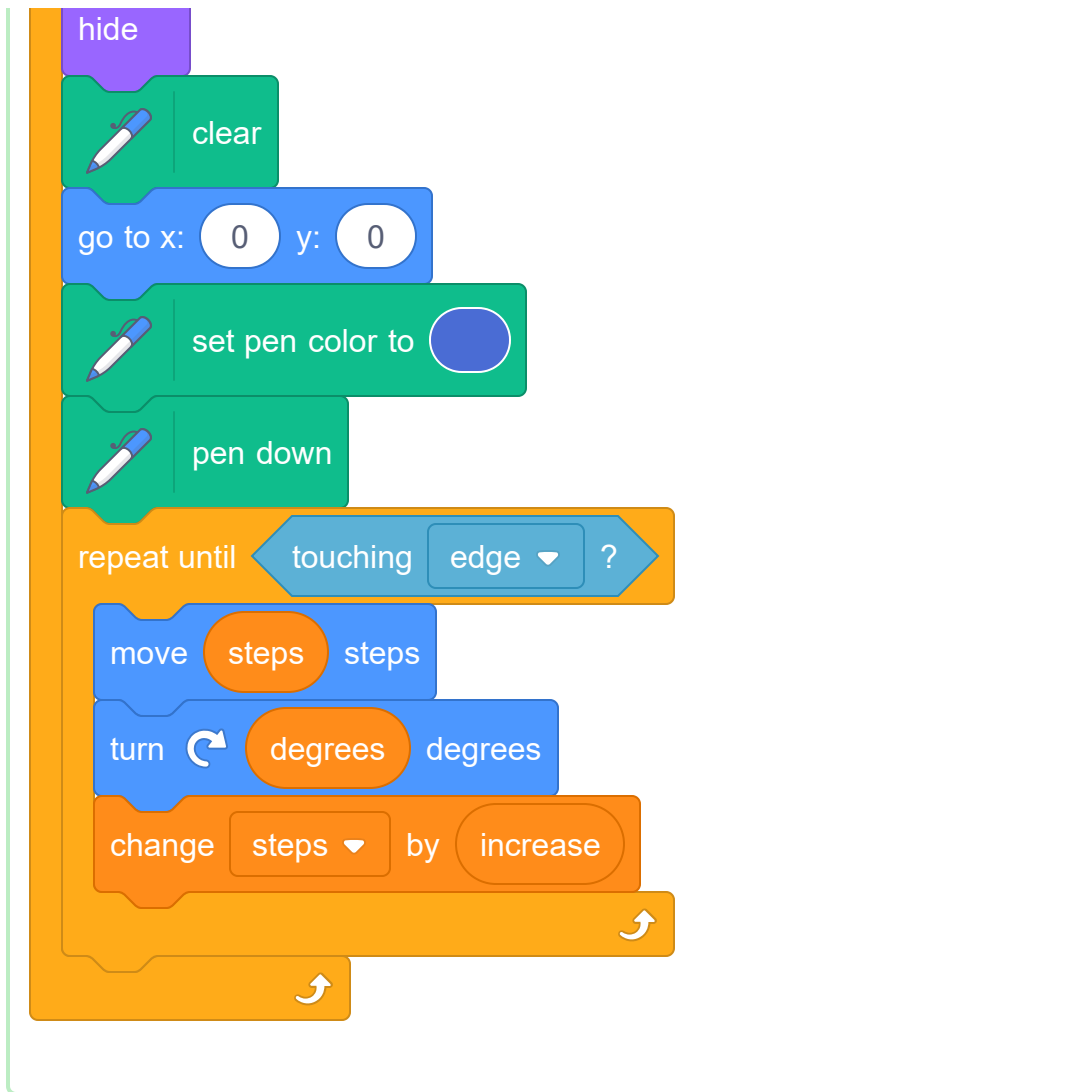 hide
clear
go to x: 0 y: 0
set pen color to
pen down
repeat until touching edge ?
move steps steps
turn degrees degrees
change steps by increase